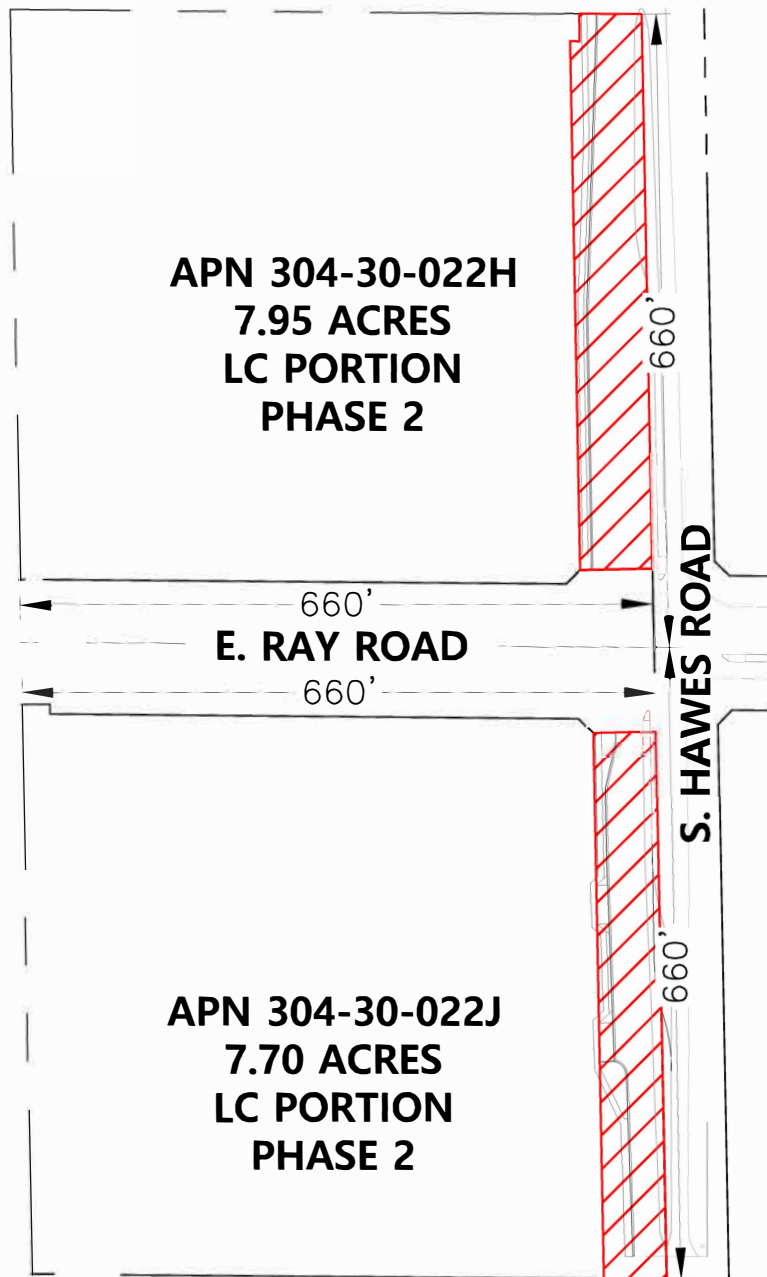 APN 304-30-022H
7.95 ACRES
LC PORTION
PHASE 2
660'
660'
E. RAY ROAD
660'
S. HAWES ROAD
660'
APN 304-30-022J
7.70 ACRES
LC PORTION
PHASE 2